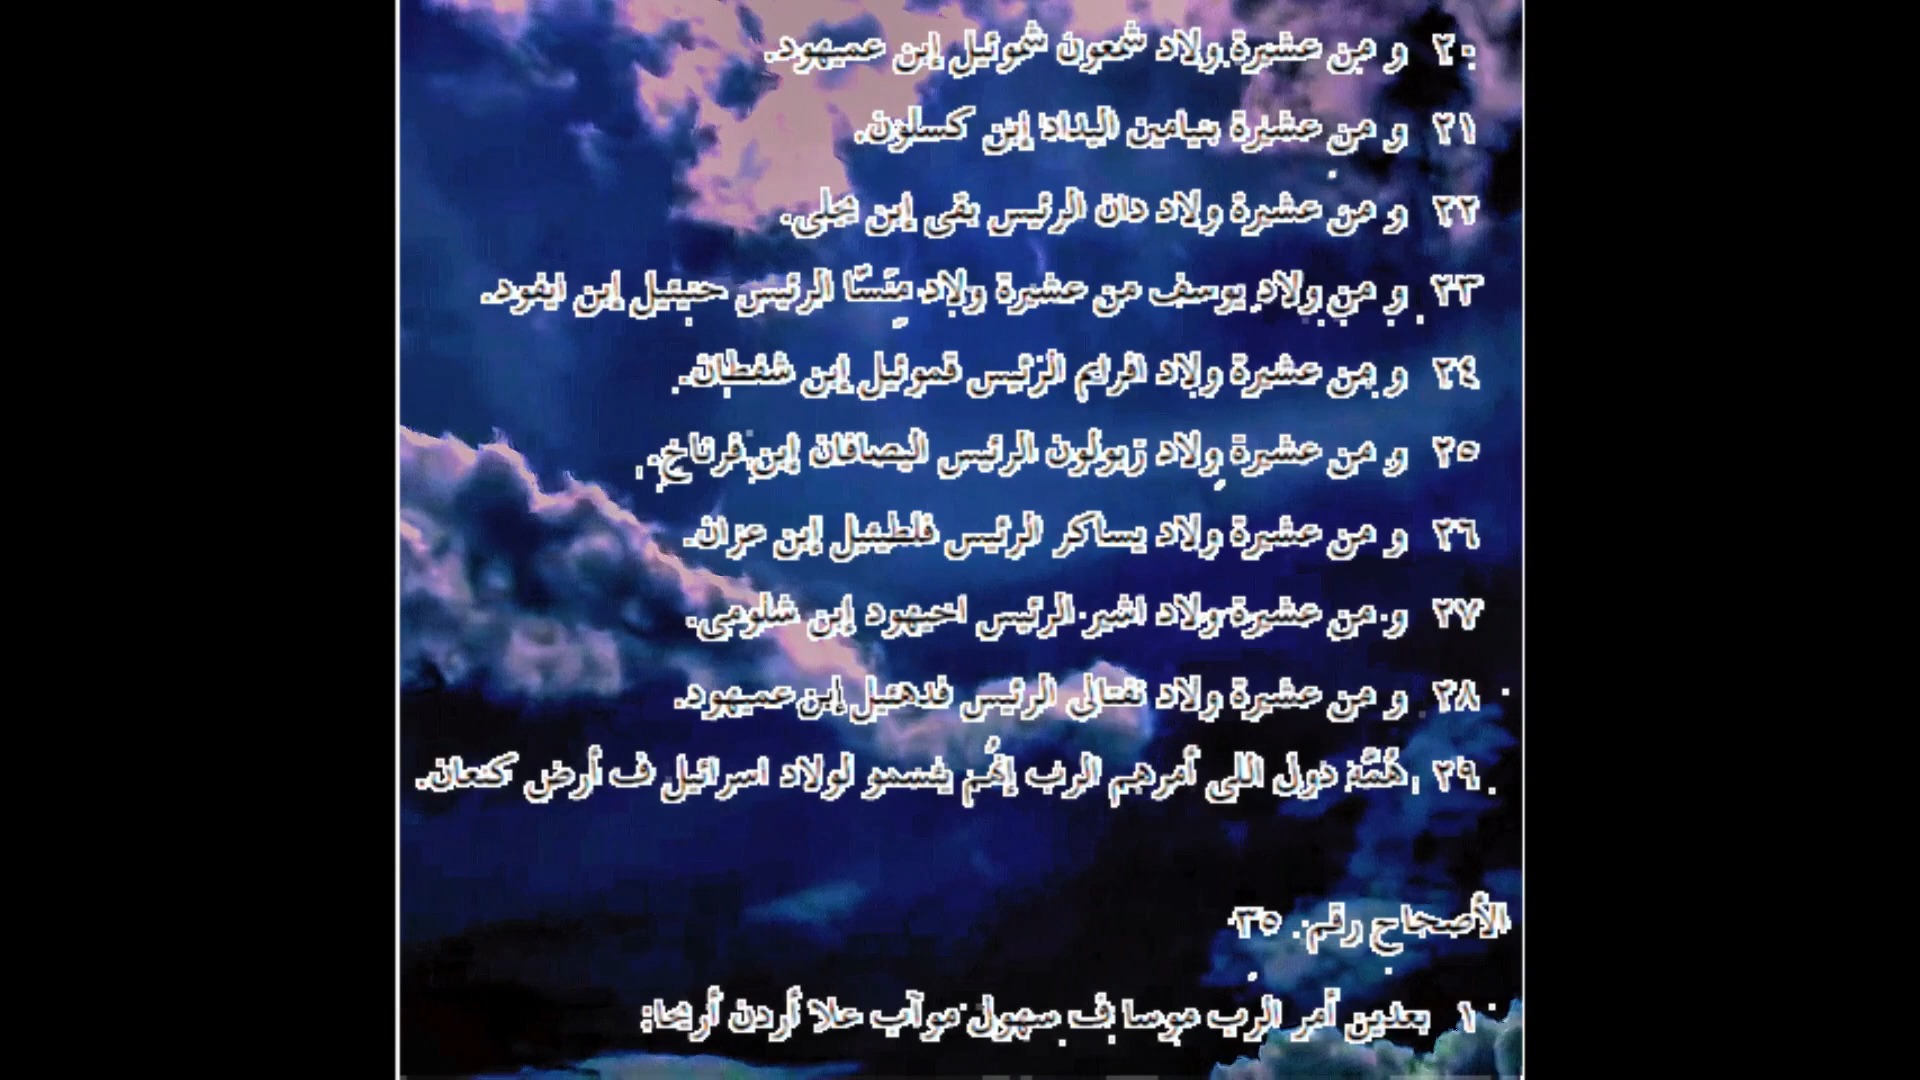 ٢٠ و من عشيرة ولاد شمعون شموئيل إبن عميهود.
٢١ و من عشيرة بنيامين اليداد إبن كسلون.
٢٢ و من عشيرة ولاد دان الرئيس بقى إبن يجلى.
٢٣ و من ولاد يوسف من عشيرة ولاد منَسّا الرئيس حنيئيل إبن ايفود.
٢٤ و من عشيرة ولاد افرايم الرئيس قموئيل إبن شفطان.
٢٥ و من عشيرة ولاد زبولون الرئيس اليصافان إبن فرناخ.
٢٦ و من عشيرة ولاد يساكر الرئيس فلطيئيل إبن عزان.
٢٧ و من عشيرة ولاد اشير الرئيس اخيهود إبن شلومى.
٢٨ و من عشيرة ولاد نفتالى الرئيس فدهئيل إبن عميهود.
٢٩ هُمَّه دول اللى أمرهم الرب إنهُم يقسمو لولاد اسرائيل ف أرض كنعان.
الأصحاح رقم. ٣٥
١ بعدين أمر الرب موسا ف سهول موآب علا أردن أريحا: